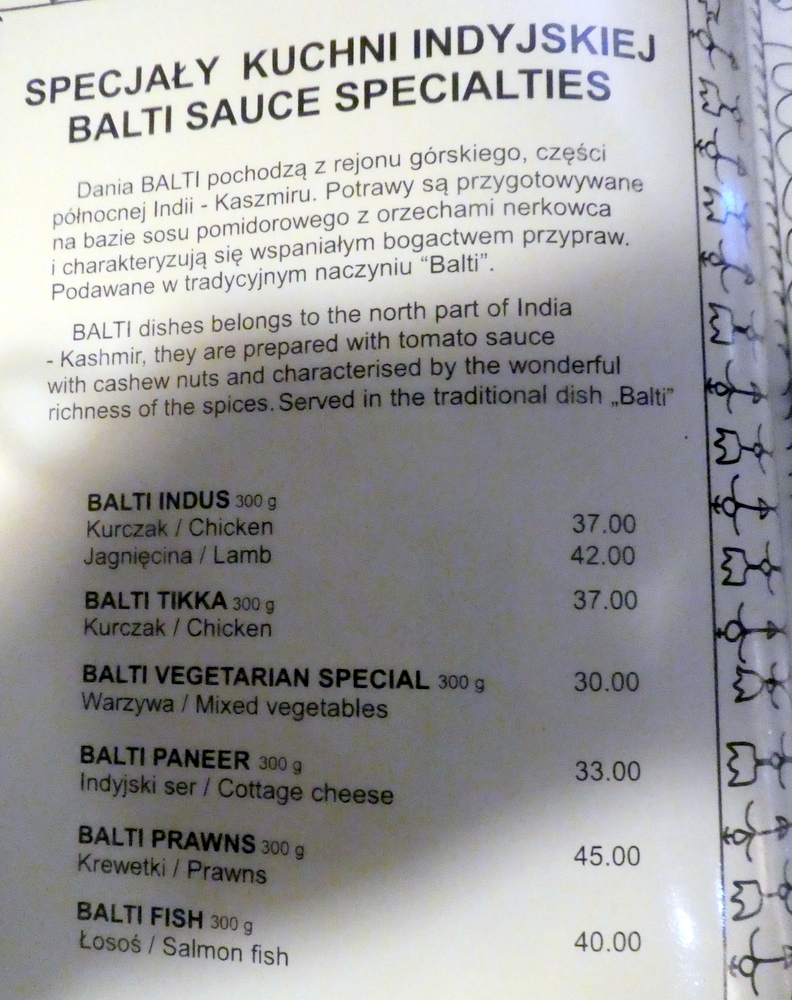 SPECJAŁY KUCHNI INDYJSKIEJ
BALTI SAUCE SPECIALTIES
Dania BALTI pochodzą z rejonu górskiego, części
północnej Indii - Kaszmiru. Potrawy są przygotowywane
na bazie sosu pomidorowego z orzechami nerkowca
i charakteryzują się wspaniałym bogactwem przypraw.
Podawane w tradycyjnym naczyniu “Balti”.
BALTI dishes belongs to the north part of India
- Kashmir, they are prepared with tomato sauce
with cashew nuts and characterised by the wonderful
richness of the spices. Served in the traditional dish „Balti”
BALTI INDUS 300 g
Kurczak / Chicken 37.00
Jagnięcina / Lamb 42.00
BALTI TIKKA 300 g 37.00
Kurczak / Chicken
BALTI VEGETARIAN SPECIAL 300 g 30.00
Warzywa / Mixed vegetables
BALTI PANEER 300 g 33.00
Indyjski ser / Cottage cheese
BALTI PRAWNS 300 g 45.00
Krewetki / Prawns
BALTI FISH 300 g 40.00
Łosoś / Salmon fish